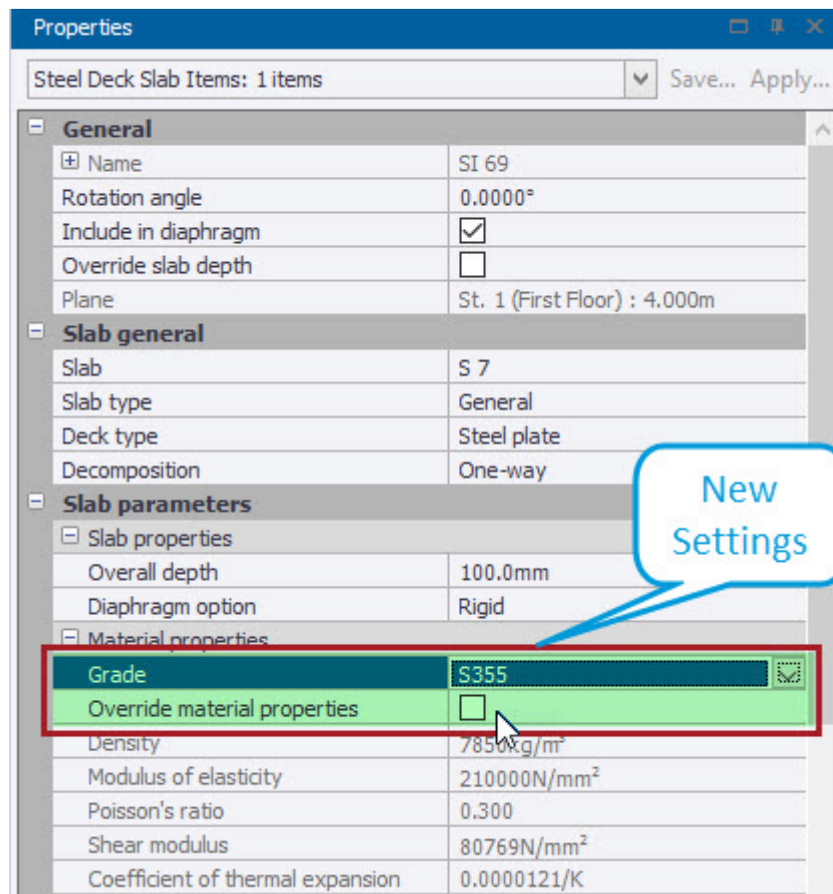 Properties
Steel Deck Slab Items: 1 items Save... Apply...
General
Name SI 69
Rotation angle 0.0000°
Include in diaphragm
Override slab depth
Plane St. 1 (First Floor) : 4.000m
Slab general
Slab S 7
Slab type General
Deck type Steel plate
Decomposition One-way
Slab parameters
Slab properties
Overall depth 100.0mm
Diaphragm option Rigid
Material properties
Grade S355
Override material properties
Density 7850kg/m³
Modulus of elasticity 210000N/mm²
Poisson's ratio 0.300
Shear modulus 80769N/mm²
Coefficient of thermal expansion 0.0000121/K
New
Settings